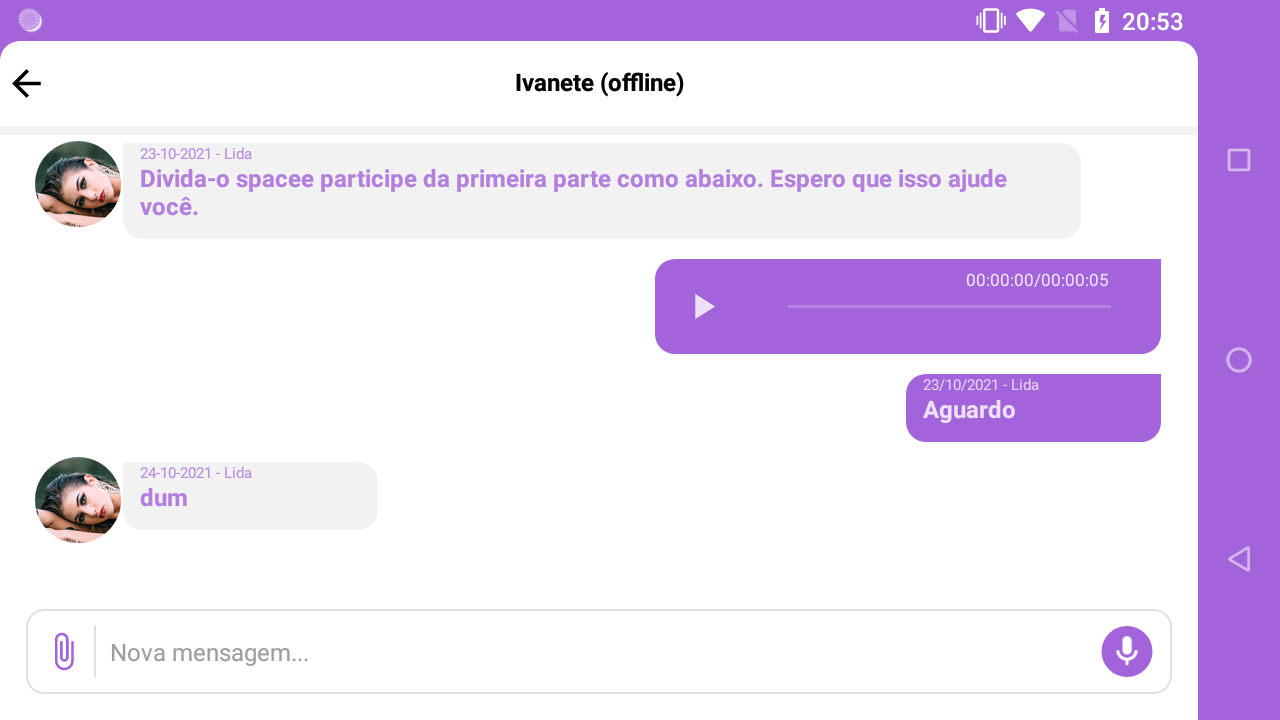 20:53
Ivanete (offline)
23-10-2021 - Lida
Divida-o spacee participe da primeira parte como abaixo. Espero que isso ajude
você.
00:00:00/00:00:05
23/10/2021 - Lida
Aguardo
24-10-2021 - Lida
dum
Nova mensagem...